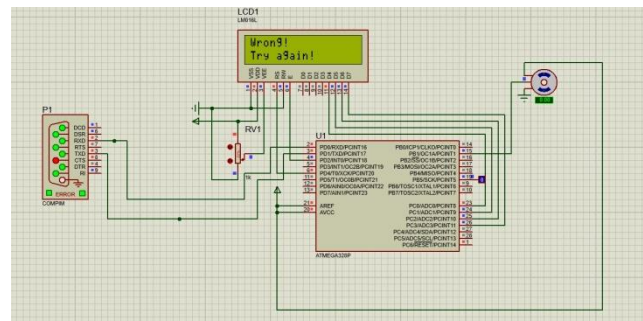 LCD1
LM016L
Wrong!
Try again!
VSS
VDD
VEE
RS
RW
E
D0
D1
D2
D3
D4
D5
D6
D7
P1
DCD
DSR
RXD
RTS
TXD
CTS
DTR
RI
ERROR
COMPIM
RV1
1k
U1
PD0/RXD/PCINT16
PD1/TXD/PCINT17
PD2/INT0/PCINT18
PD3/INT1/OC2B/PCINT19
PD4/T0/XCK/PCINT20
PD5/T1/OC0B/PCINT21
PD6/AIN0/OC0A/PCINT22
PD7/AIN1/PCINT23
AREF
AVCC
PB0/ICP1/CLKO/PCINT0
PB1/OC1A/PCINT1
PB2/SS/OC1B/PCINT2
PB3/MOSI/OC2A/PCINT3
PB4/MISO/PCINT4
PB5/SCK/PCINT5
PB6/TOSC1/XTAL1/PCINT6
PB7/TOSC2/XTAL2/PCINT7
PC0/ADC0/PCINT8
PC1/ADC1/PCINT9
PC2/ADC2/PCINT10
PC3/ADC3/PCINT11
PC4/ADC4/SDA/PCINT12
PC5/ADC5/SCL/PCINT13
PC6/RESET/PCINT14
ATMEGA328P